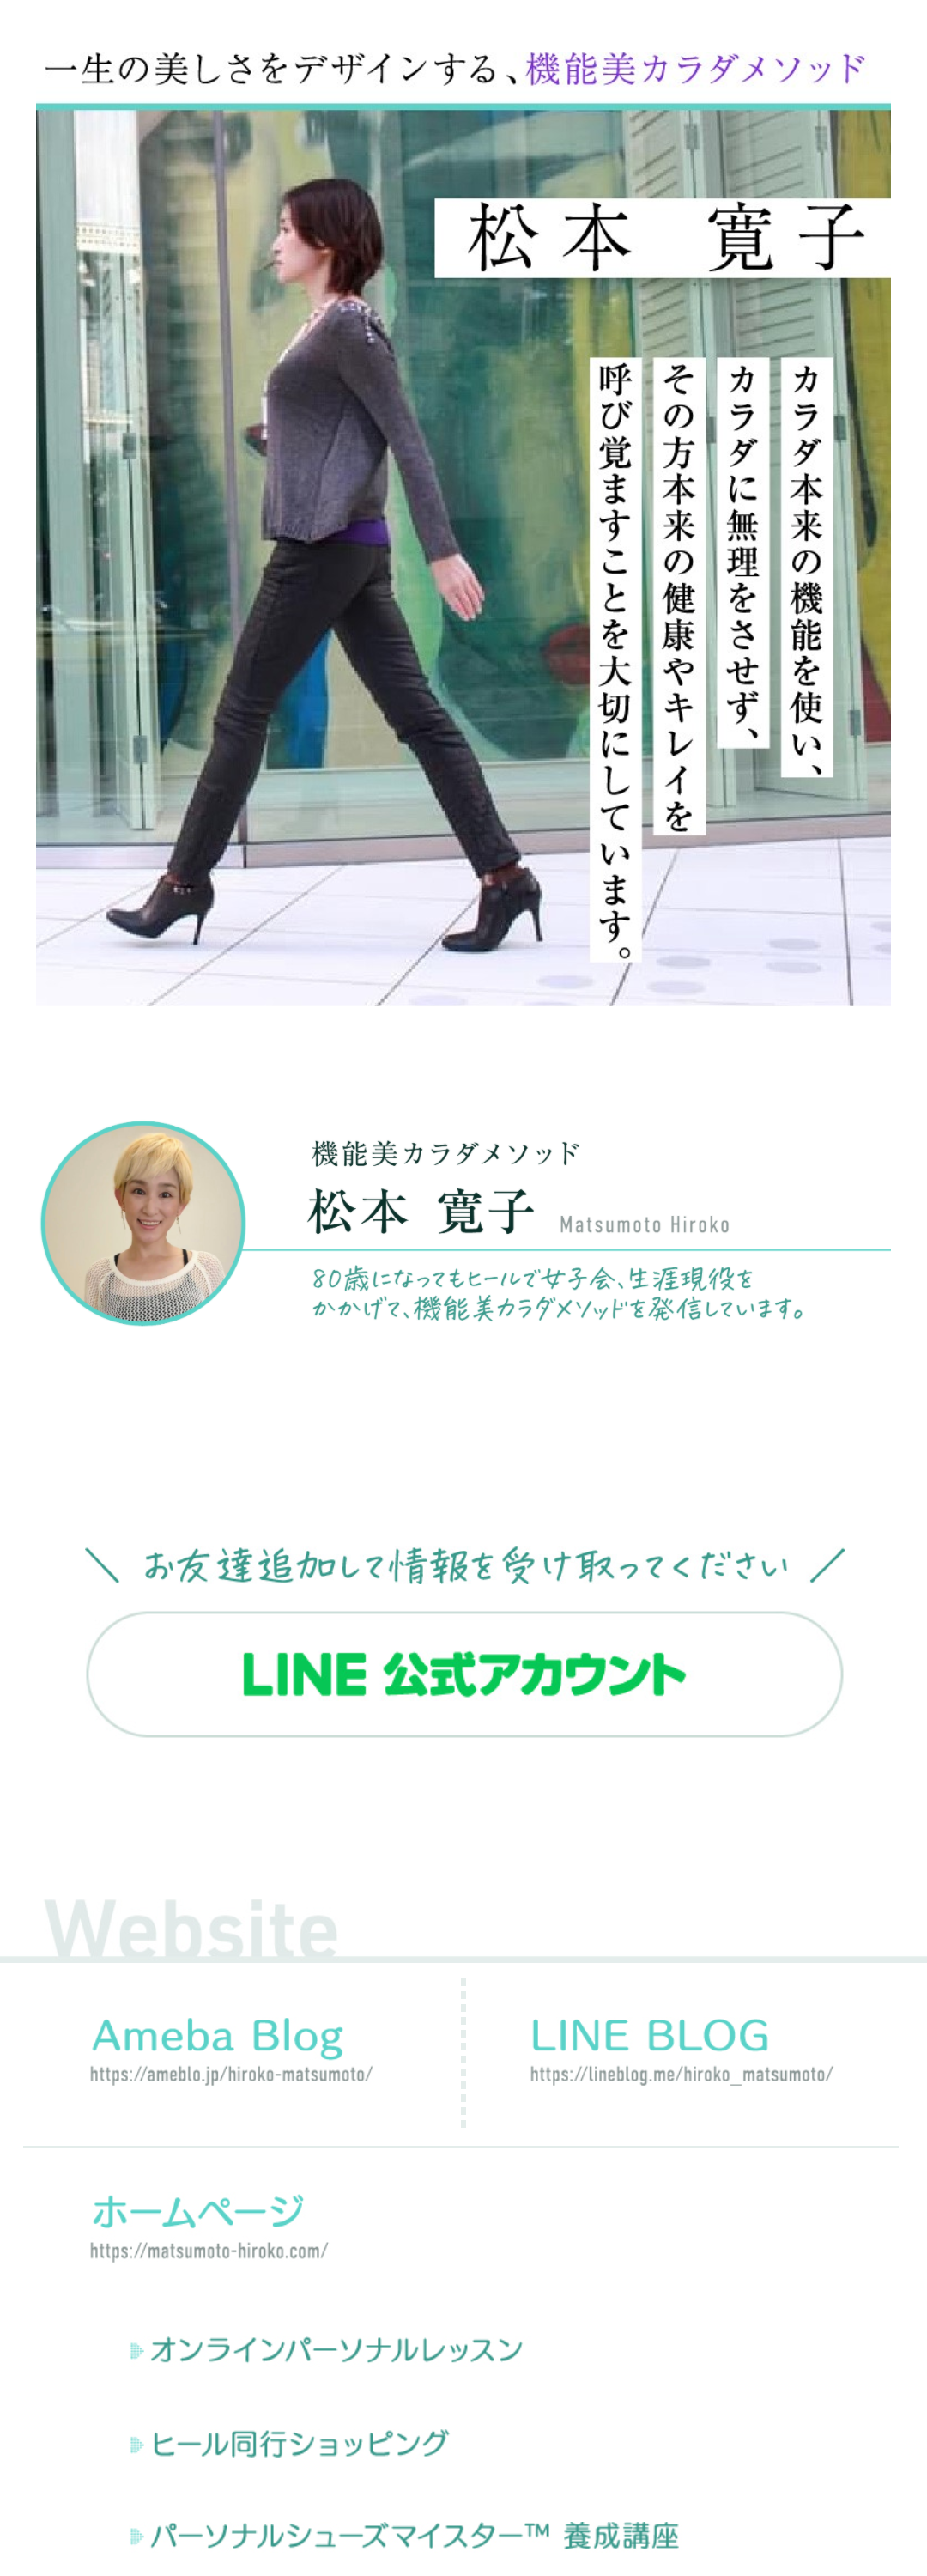 一生の美しさをデザインする、機能美カラダメソッド
松本 寛子
カラダ本来の機能を使い、
カラダに無理をさせず、
その方本来の健康やキレイを
呼び覚ますことを大切にしています。
機能美カラダメソッド
松本 寛子 Matsumoto Hiroko
80歳になってもヒールで女子会、生涯現役を
かかげて、機能美カラダメソッドを発信しています。
＼ お友達追加して情報を受け取ってください ／
LINE 公式アカウント
Website
Ameba Blog
https://ameblo.jp/hiroko-matsumoto/
LINE BLOG
https://lineblog.me/hiroko_matsumoto/
ホームページ
https://matsumoto-hiroko.com/
オンラインパーソナルレッスン
ヒール同行ショッピング
パーソナルシューズマイスター™ 養成講座